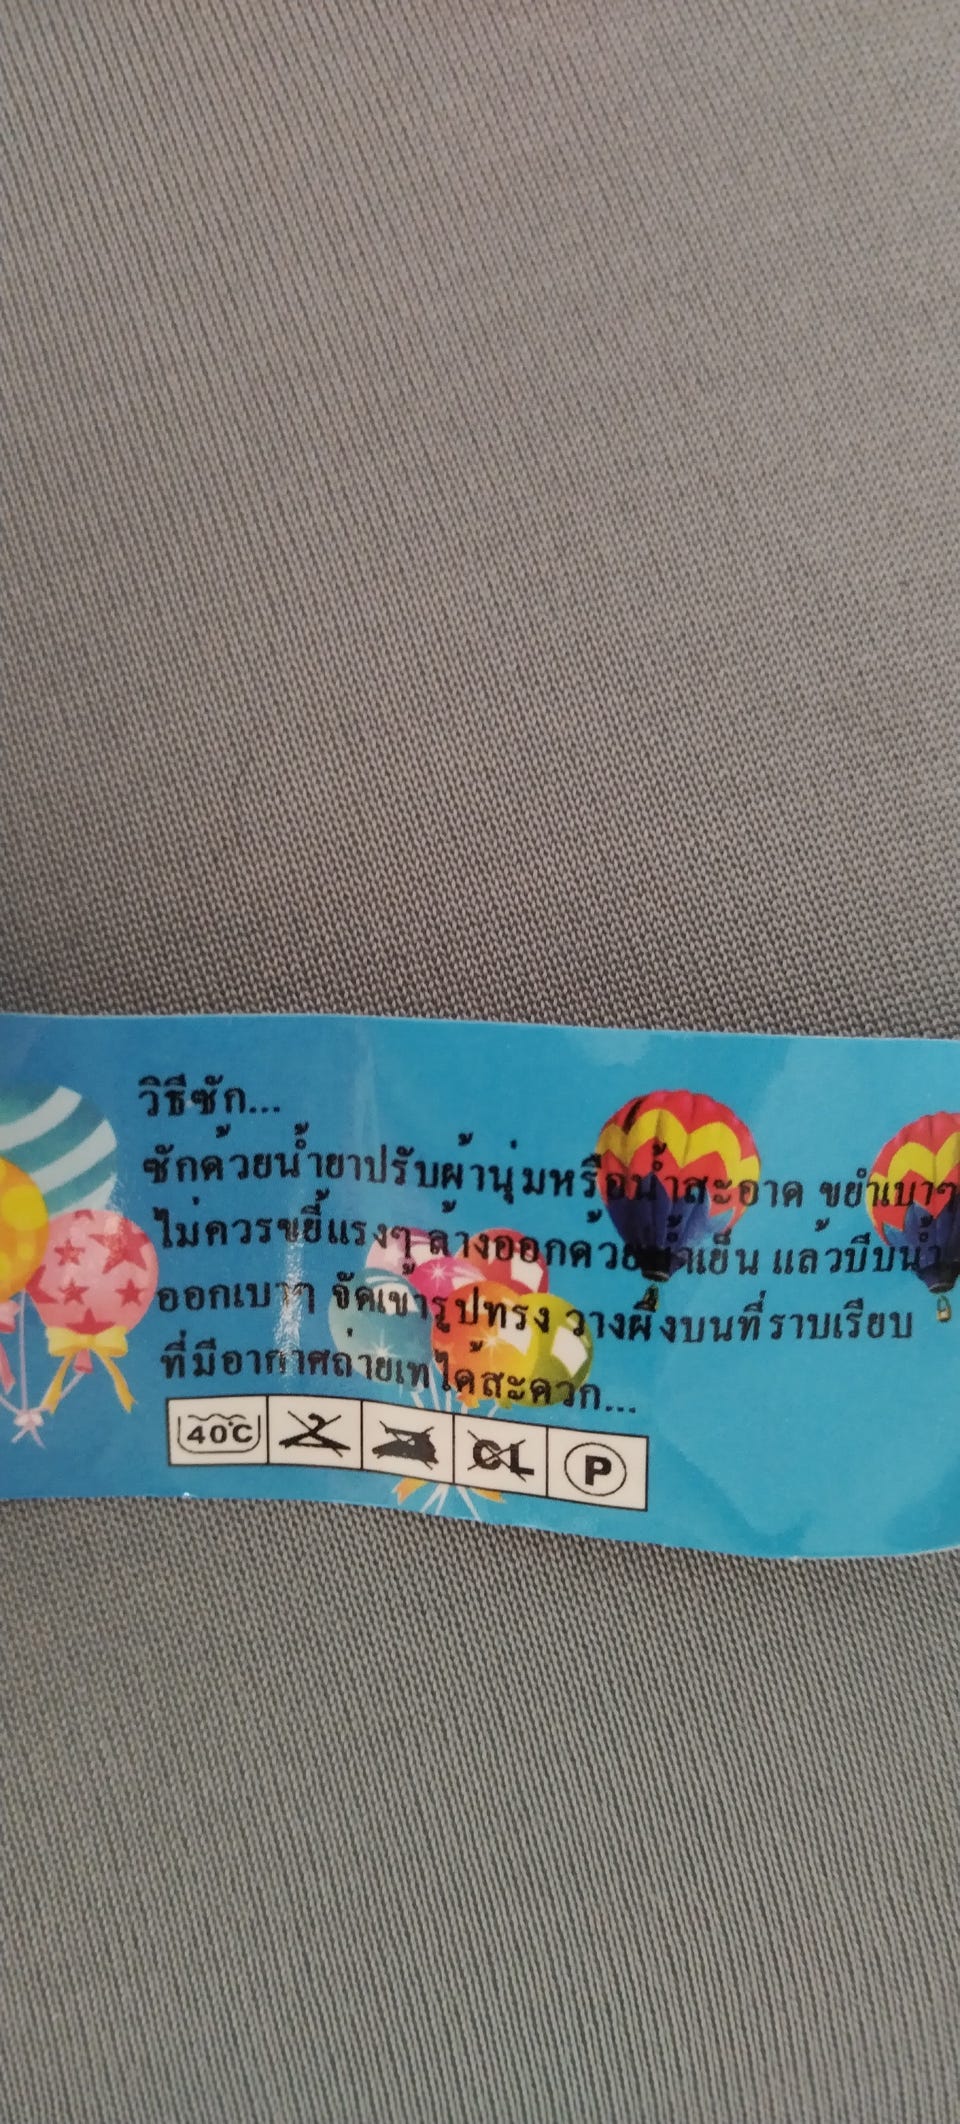 วิธีซัก...
ซักด้วยน้ำยาปรับผ้านุ่มหรือน้ำสะอาด ขยำเบาๆ
ไม่ควรขยี้แรงๆ ล้างออกด้วยน้ำเย็น แล้วบีบน้ำ
ออกเบาๆ จัดเข้ารูปทรง วางผึ่งบนที่ราบเรียบ
ที่มีอากาศถ่ายเทได้สะดวก...
40°C CL P